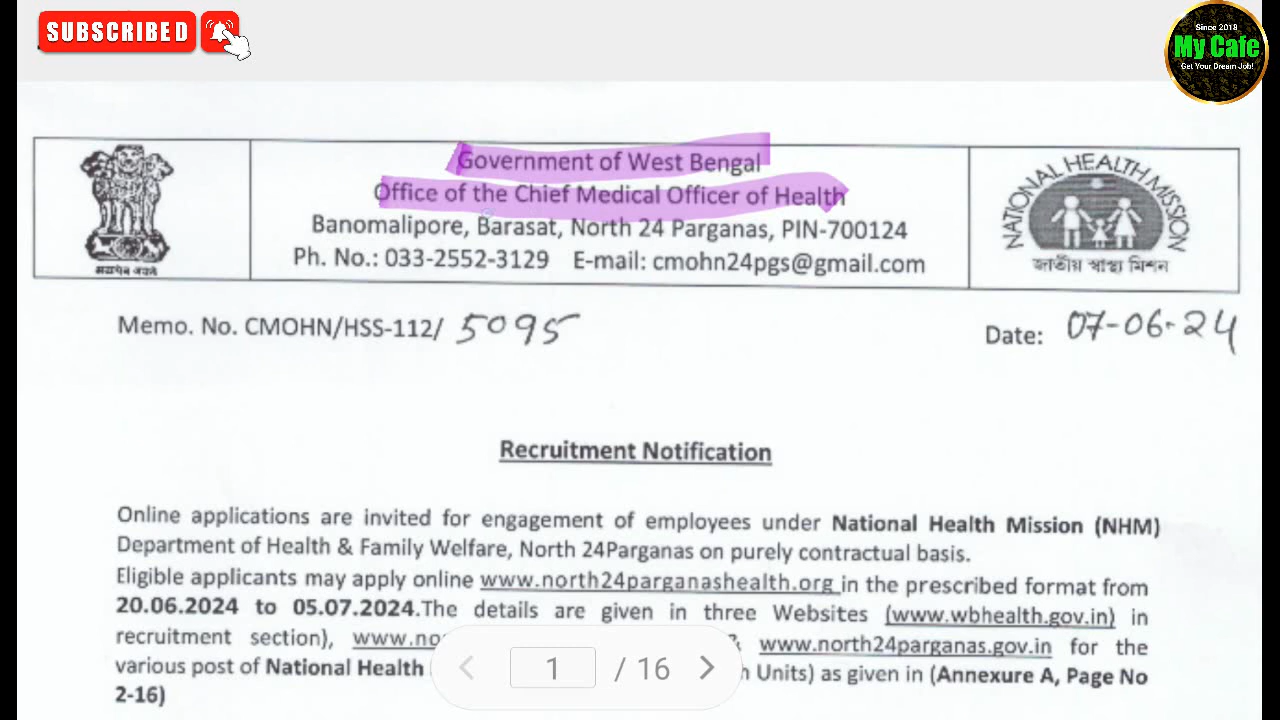 SUBSCRIBED
Since 2018
My Cafe
Get Your Dream Job!
Government of West Bengal
Office of the Chief Medical Officer of Health
Banomalipore, Barasat, North 24 Parganas, PIN-700124
Ph. No.: 033-2552-3129 E-mail: cmohn24pgs@gmail.com
सत्यमेव जयते
NATIONAL HEALTH MISSION
জাতীয় স্বাস্থ্য মিশন
Memo. No. CMOHN/HSS-112/ 5095
Date: 07-06-24
Recruitment Notification
Online applications are invited for engagement of employees under National Health Mission (NHM)
Department of Health & Family Welfare, North 24Parganas on purely contractual basis.
Eligible applicants may apply online www.north24parganashealth.org in the prescribed format from
20.06.2024 to 05.07.2024.The details are given in three Websites (www.wbhealth.gov.in) in
recruitment section), & www.north24parganas.gov.in for the
various post of National Health Units) as given in (Annexure A, Page No
2-16)
1 / 16